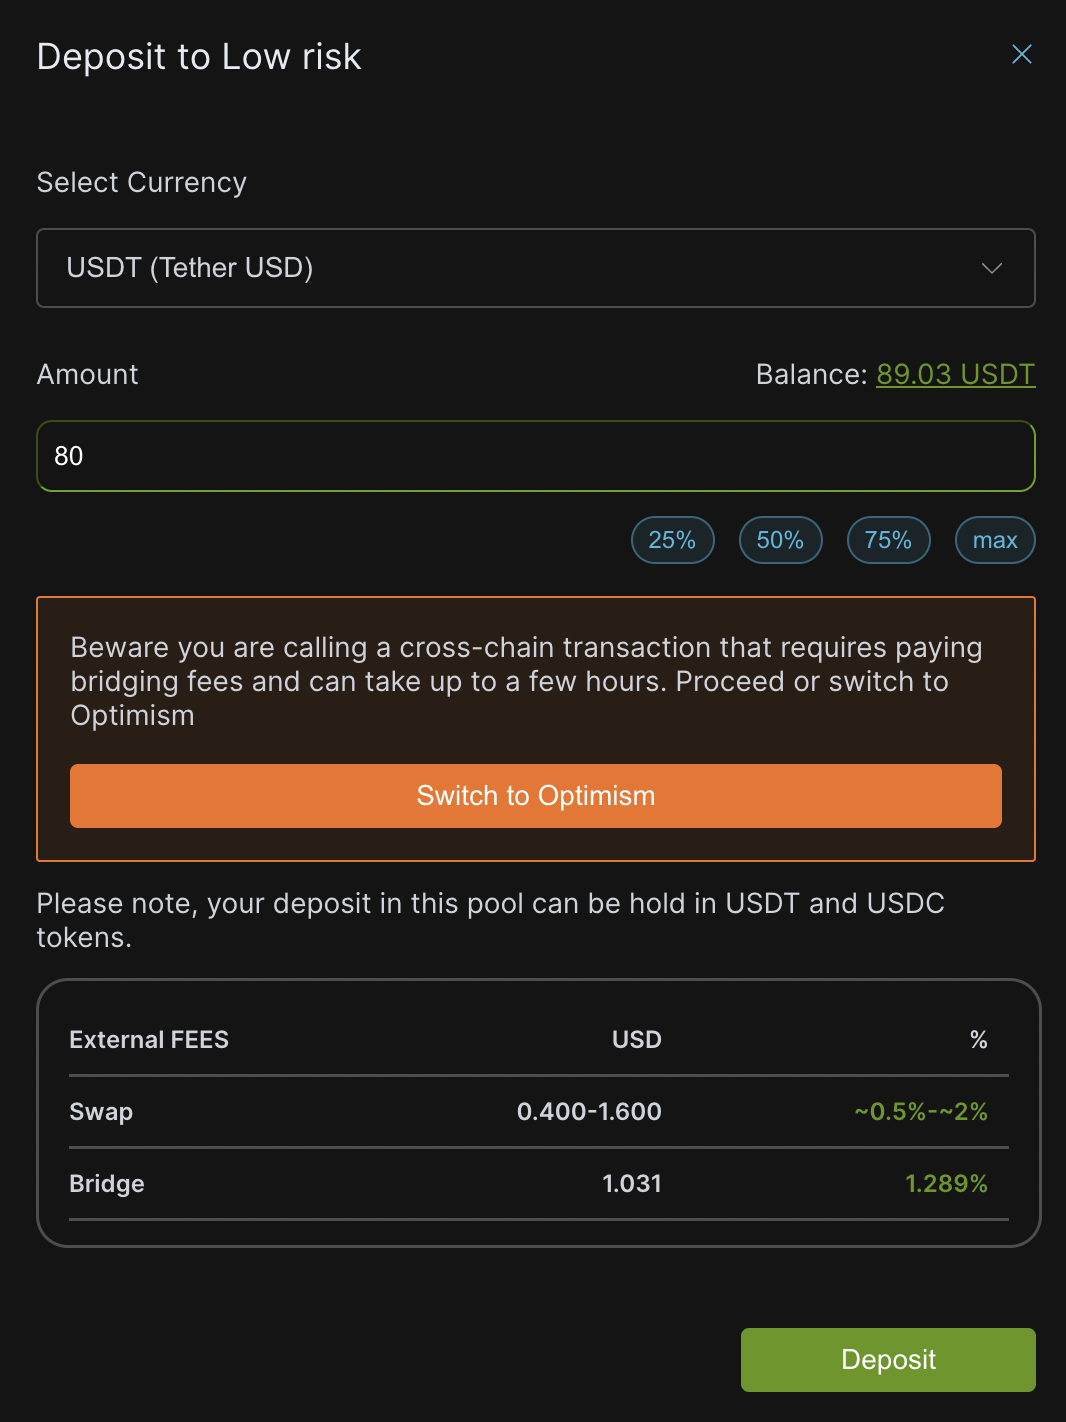 Deposit to Low risk
Select Currency
USDT (Tether USD)
Amount Balance: 89.03 USDT
80
25% 50% 75% max
Beware you are calling a cross-chain transaction that requires paying
bridging fees and can take up to a few hours. Proceed or switch to
Optimism
Switch to Optimism
Please note, your deposit in this pool can be hold in USDT and USDC
tokens.
External FEES USD %
Swap 0.400-1.600 ~0.5%-~2%
Bridge 1.031 1.289%
Deposit